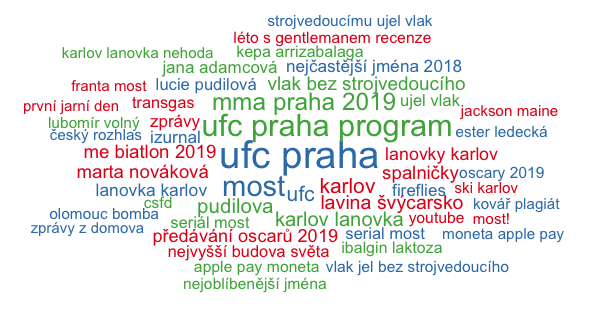 strojvedoucímu ujel vlak
léto s gentlemanem recenze
karlov lanovka nehoda kepa arrizabalaga
jana adamcová nejčastější jména 2018
franta most lucie pudilová vlak bez strojvedoucího
první jarní den transgas mma praha 2019 ujel vlak
lubomír volný zprávy ufc praha program jackson maine
český rozhlas izurnal ester ledecká
me biatlon 2019 ufc praha lanovky karlov
marta nováková spalničky oscary 2019
lanovka karlov most ufc karlov fireflies ski karlov
csfd pudilova lavina švýcarsko kovář plagiát
olomouc bomba seriál most karlov lanovká youtube most!
zprávy z domova předávání oscarů 2019 serial most moneta apple pay
nejvyšší budova světa ibalgin laktoza
apple pay moneta vlak jel bez strojvedoucího
nejoblíbenější jména